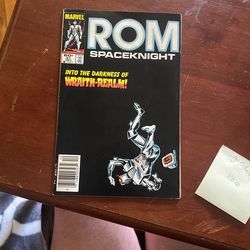 MARVEL
ROM
SPACEKNIGHT
INTO THE DARKNESS OF
WRAITH-REALM!